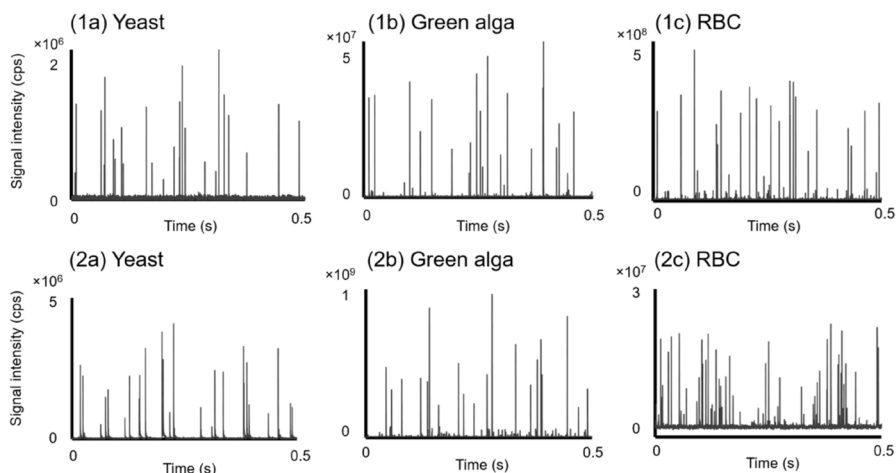 (1a) Yeast
×10⁶
2
0
Signal intensity (cps)
0
0.5
Time (s)
(1b) Green alga
×10⁷
5
0
0
0.5
Time (s)
(1c) RBC
×10⁸
5
0
0
0.5
Time (s)
(2a) Yeast
×10⁶
5
0
Signal intensity (cps)
0
0.5
Time (s)
(2b) Green alga
×10⁹
1
0
0
0.5
Time (s)
(2c) RBC
×10⁷
3
0
0
0.5
Time (s)